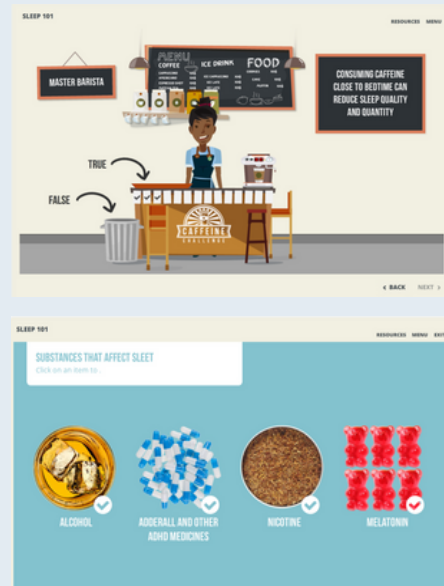 SLEEP 101
RESOURCES MENU
MENU
COFFEE
ICE DRINK
FOOD
MASTER BARISTA
CONSUMING CAFFEINE
CLOSE TO BEDTIME CAN
REDUCE SLEEP QUALITY
AND QUANTITY
TRUE
FALSE
CAFFEINE
CHALLENGE
BACK NEXT
SLEEP 101
RESOURCES MENU EXIT
SUBSTANCES THAT AFFECT SLEET
Click on an item to..
ALCOHOL
ADDERALL AND OTHER
ADHD MEDICINES
NICOTINE
MELATONIN